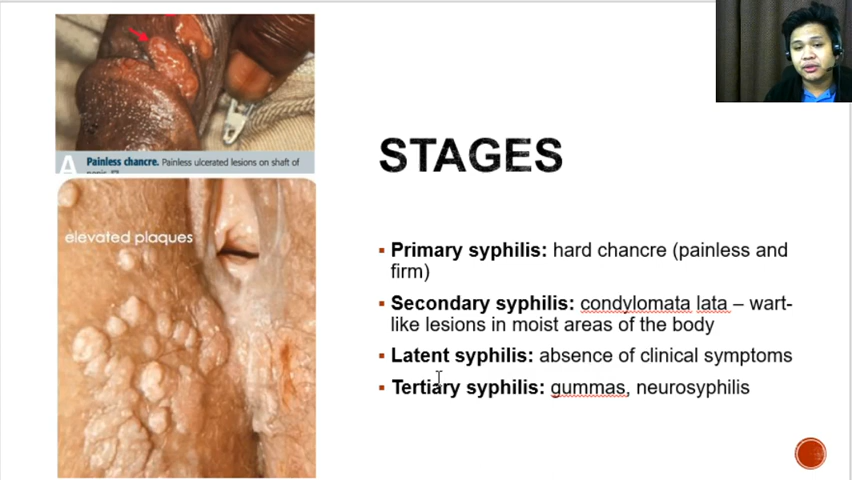 A Painless chancre. Painless ulcerated lesions on shaft of
elevated plaques
STAGES
▪ Primary syphilis: hard chancre (painless and
firm)
▪ Secondary syphilis: condylomata lata – wart-
like lesions in moist areas of the body
▪ Latent syphilis: absence of clinical symptoms
▪ Tertiary syphilis: gummas, neurosyphilis